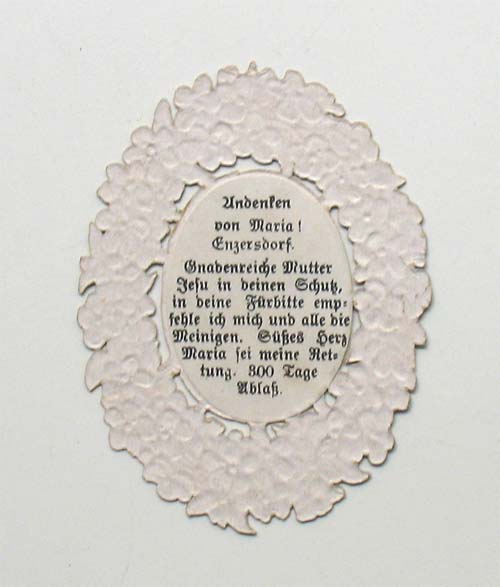 Andenken
von Maria!
Enzersdorf.
Gnadenreiche Mutter
Jesu in deinen Schutz,
in deine Fürbitte emp-
fehle ich mich und alle die
Meinigen. Süßes Herz
Maria sei meine Ret-
tung. 300 Tage
Ablaß.